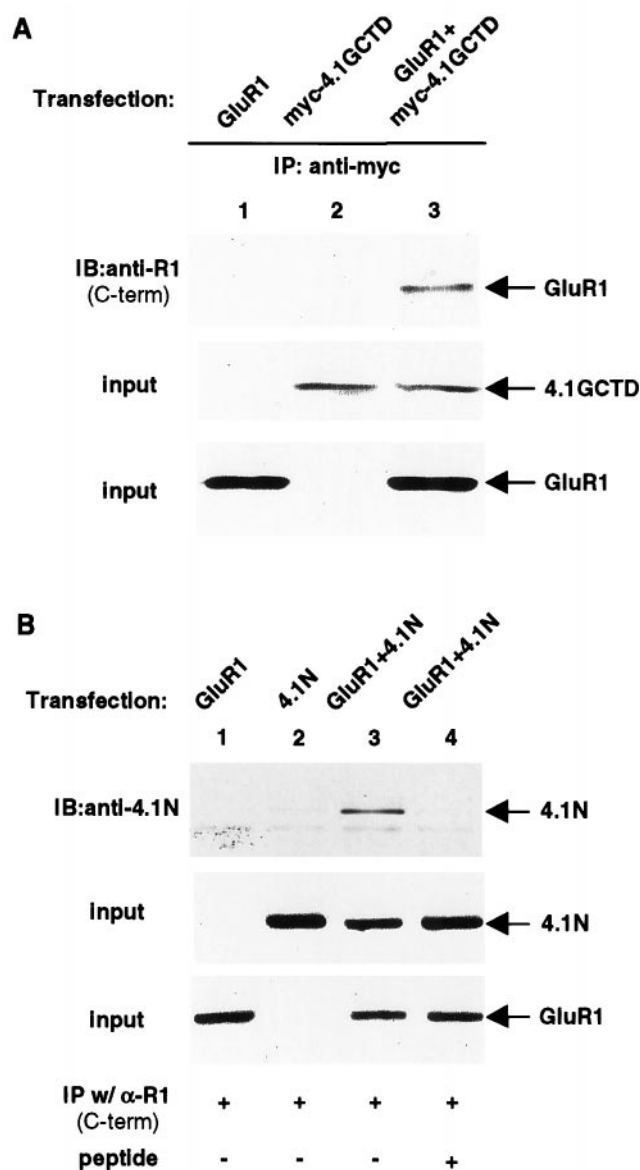 A
Transfection:
GluR1
myc-4.1GCTD
GluR1+
myc-4.1GCTD
IP: anti-myc
1 2 3
IB:anti-R1
(C-term)
GluR1
input
4.1GCTD
input
GluR1
B
Transfection:
GluR1
4.1N
GluR1+4.1N
GluR1+4.1N
1 2 3 4
IB:anti-4.1N
4.1N
input
4.1N
input
GluR1
IP w/ α-R1
(C-term)
+ + + +
peptide - - - +